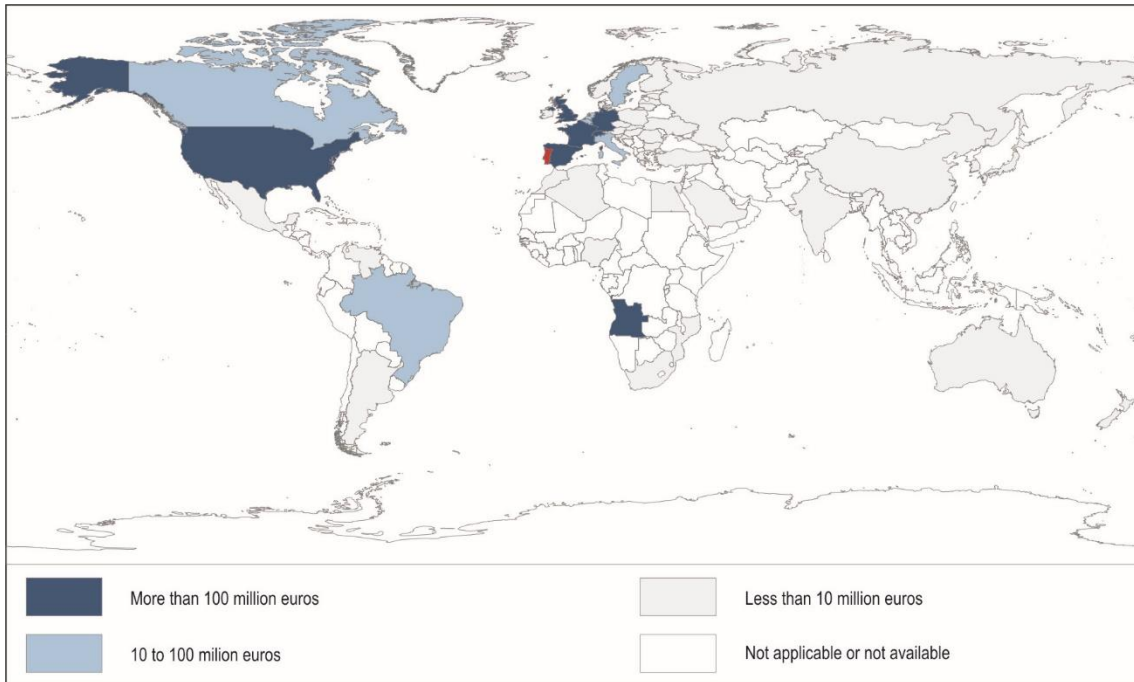 More than 100 million euros
Less than 10 million euros
10 to 100 milion euros
Not applicable or not available